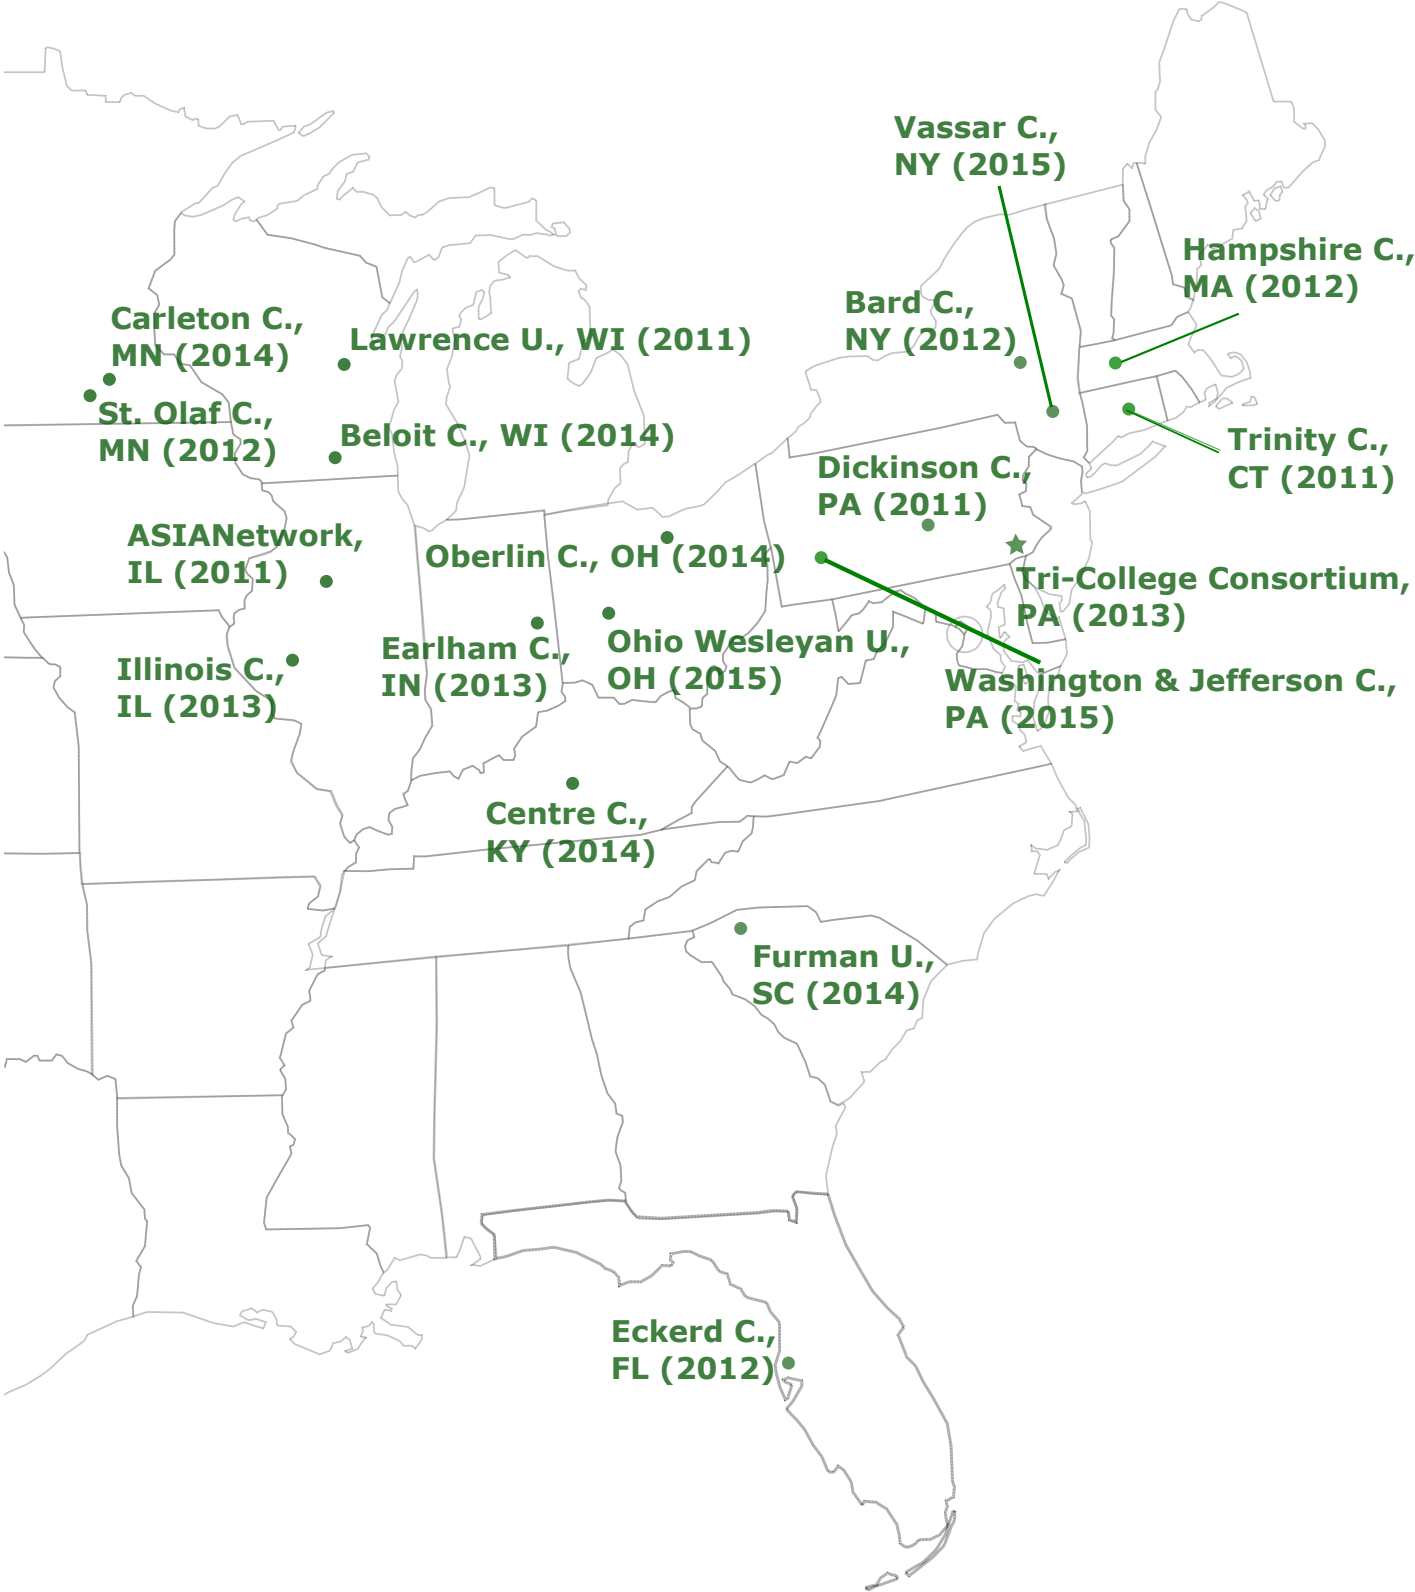 Vassar C.,
NY (2015)
Hampshire C.,
MA (2012)
Bard C.,
NY (2012)
Carleton C.,
MN (2014)
Lawrence U., WI (2011)
St. Olaf C.,
MN (2012)
Beloit C., WI (2014)
Trinity C.,
CT (2011)
Dickinson C.,
PA (2011)
ASIANetwork,
IL (2011)
Oberlin C., OH (2014)
Tri-College Consortium,
PA (2013)
Earlham C.,
IN (2013)
Ohio Wesleyan U.,
OH (2015)
Illinois C.,
IL (2013)
Washington & Jefferson C.,
PA (2015)
Centre C.,
KY (2014)
Furman U.,
SC (2014)
Eckerd C.,
FL (2012)